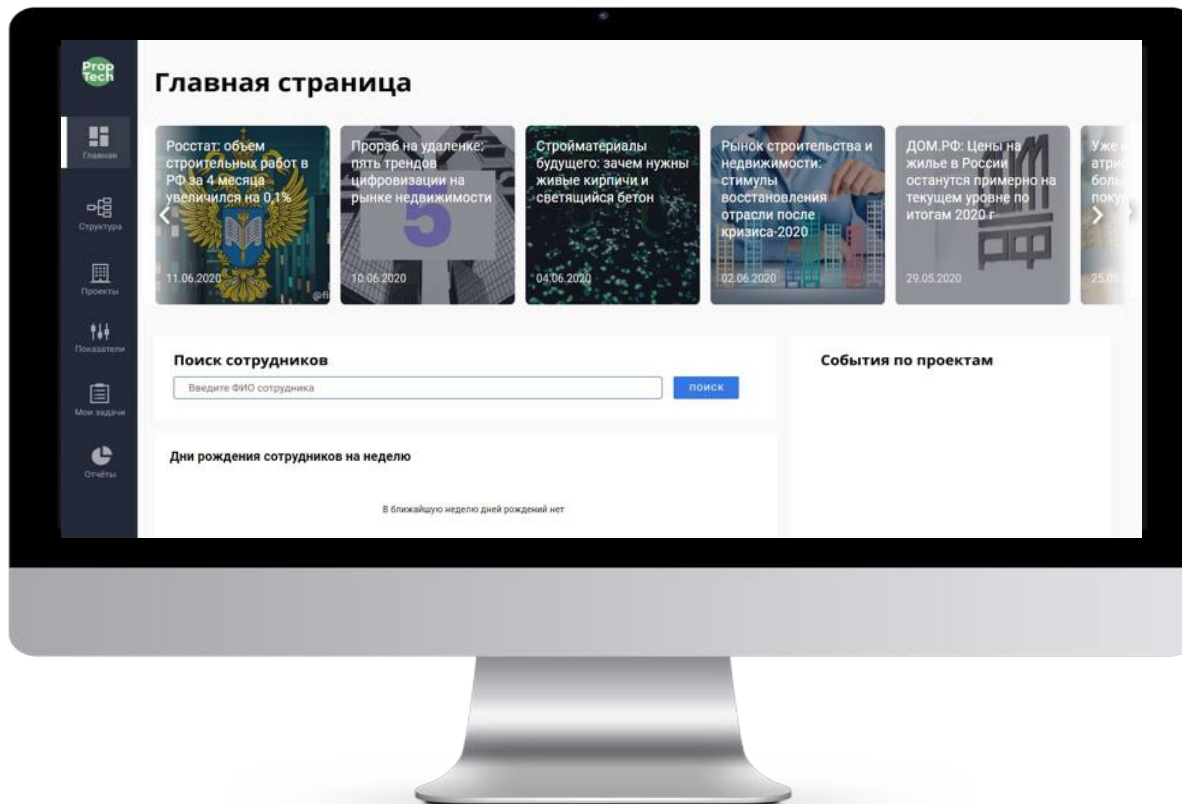 Prop
Tech
Главная
Структура
Проекты
Показатели
Мои задачи
Отчёты
Главная страница
Росстат: объем
строительных работ в
РФ за 4 месяца
увеличился на 0,1%
11.06.2020
Прораб на удаленке:
пять трендов
цифровизации на
рынке недвижимости
5
10.06.2020
Стройматериалы
будущего: зачем нужны
живые кирпичи и
светящийся бетон
04.06.2020
Рынок строительства и
недвижимости:
стимулы
восстановления
отрасли после
кризиса-2020
02.06.2020
ДОМ.РФ: Цены на
жилье в России
останутся примерно на
текущем уровне по
итогам 2020 г
29.05.2020
Уже
Поиск сотрудников
Введите ФИО сотрудника
ПОИСК
Дни рождения сотрудников на неделю
В ближайшую неделю дней рождений нет
События по проектам